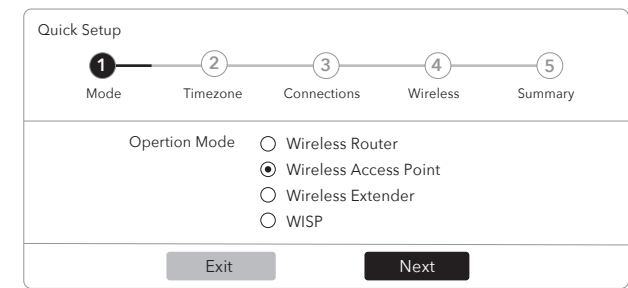 Quick Setup
1 2 3 4 5
Mode Timezone Connections Wireless Summary
Opertion Mode Wireless Router
Wireless Access Point
Wireless Extender
WISP
Exit Next